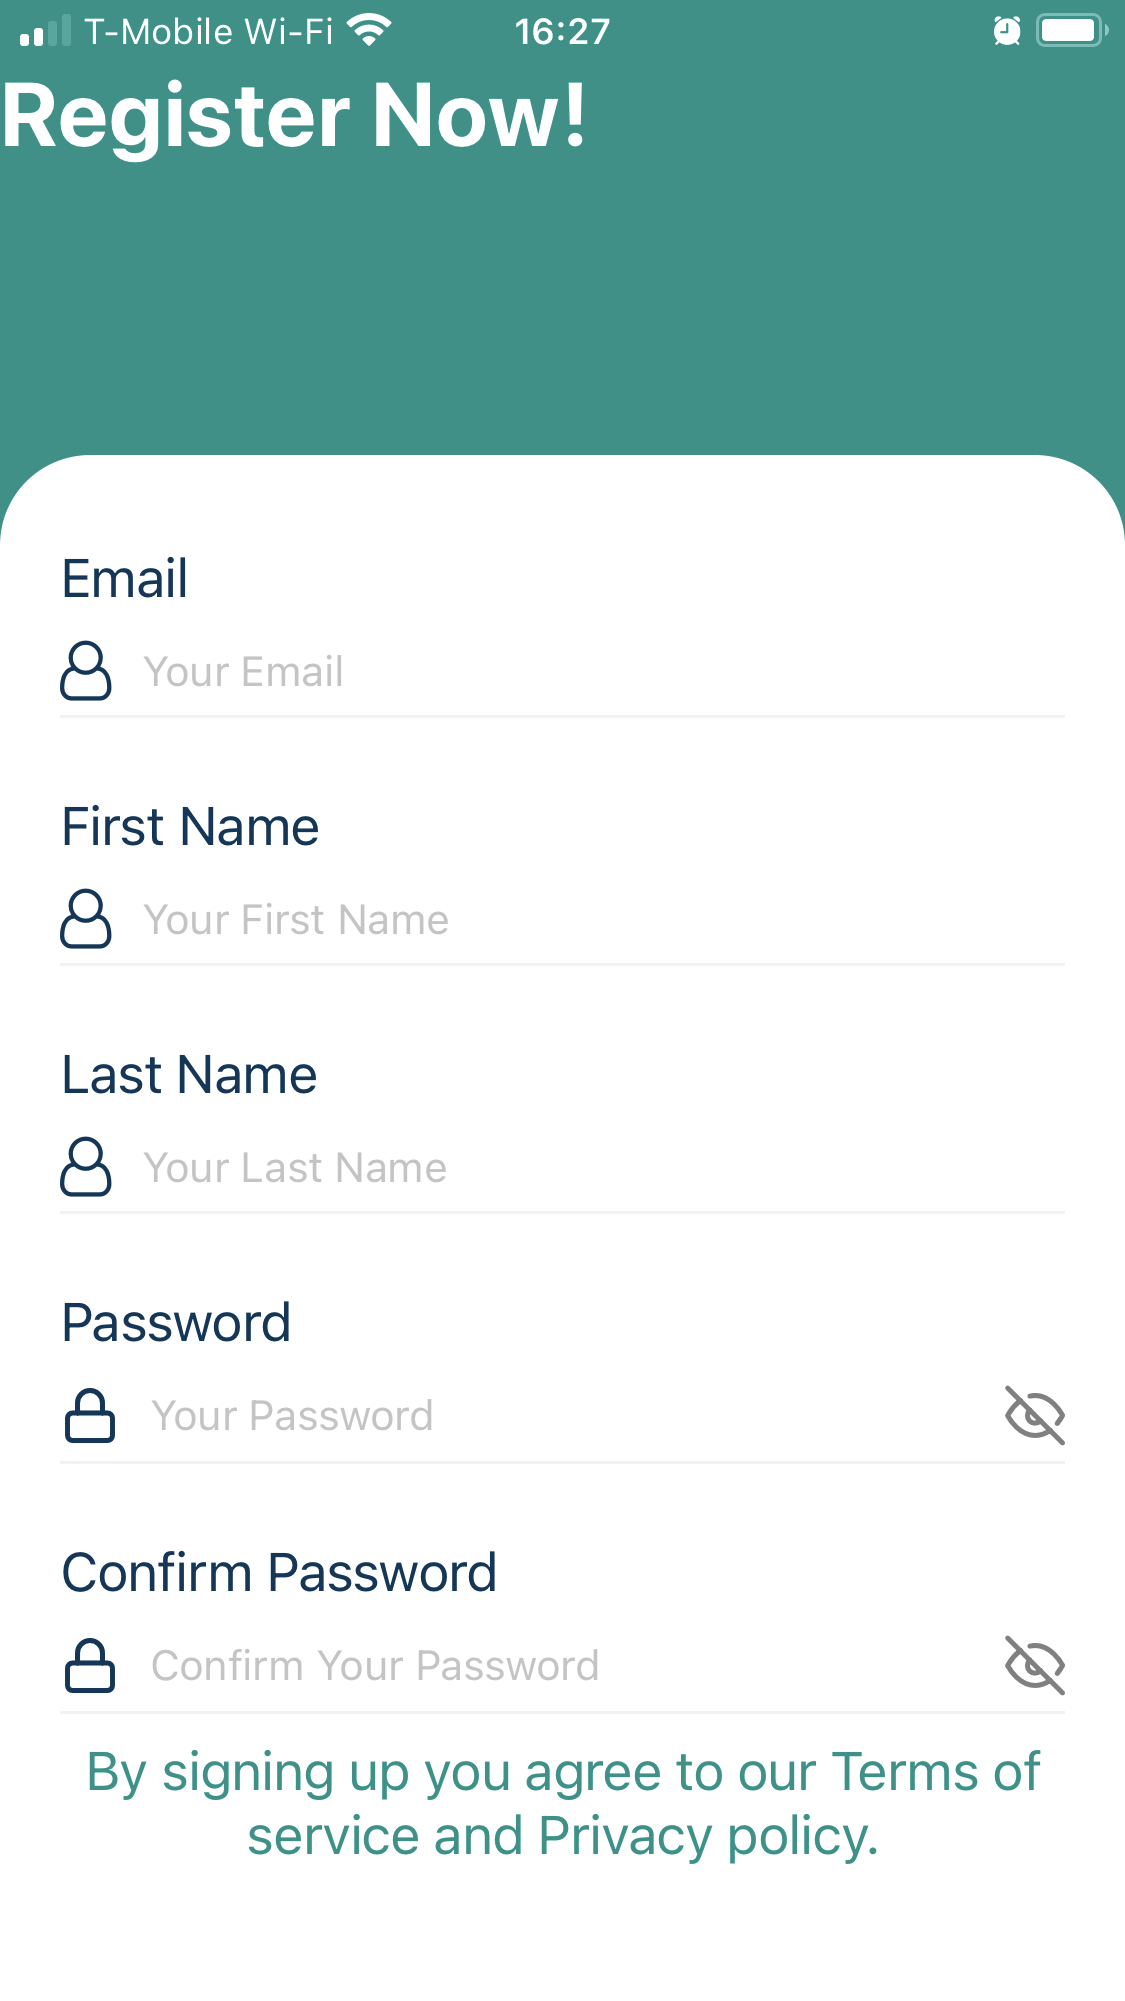 T-Mobile Wi-Fi 16:27
Register Now!
Email
Your Email
First Name
Your First Name
Last Name
Your Last Name
Password
Your Password
Confirm Password
Confirm Your Password
By signing up you agree to our Terms of
service and Privacy policy.